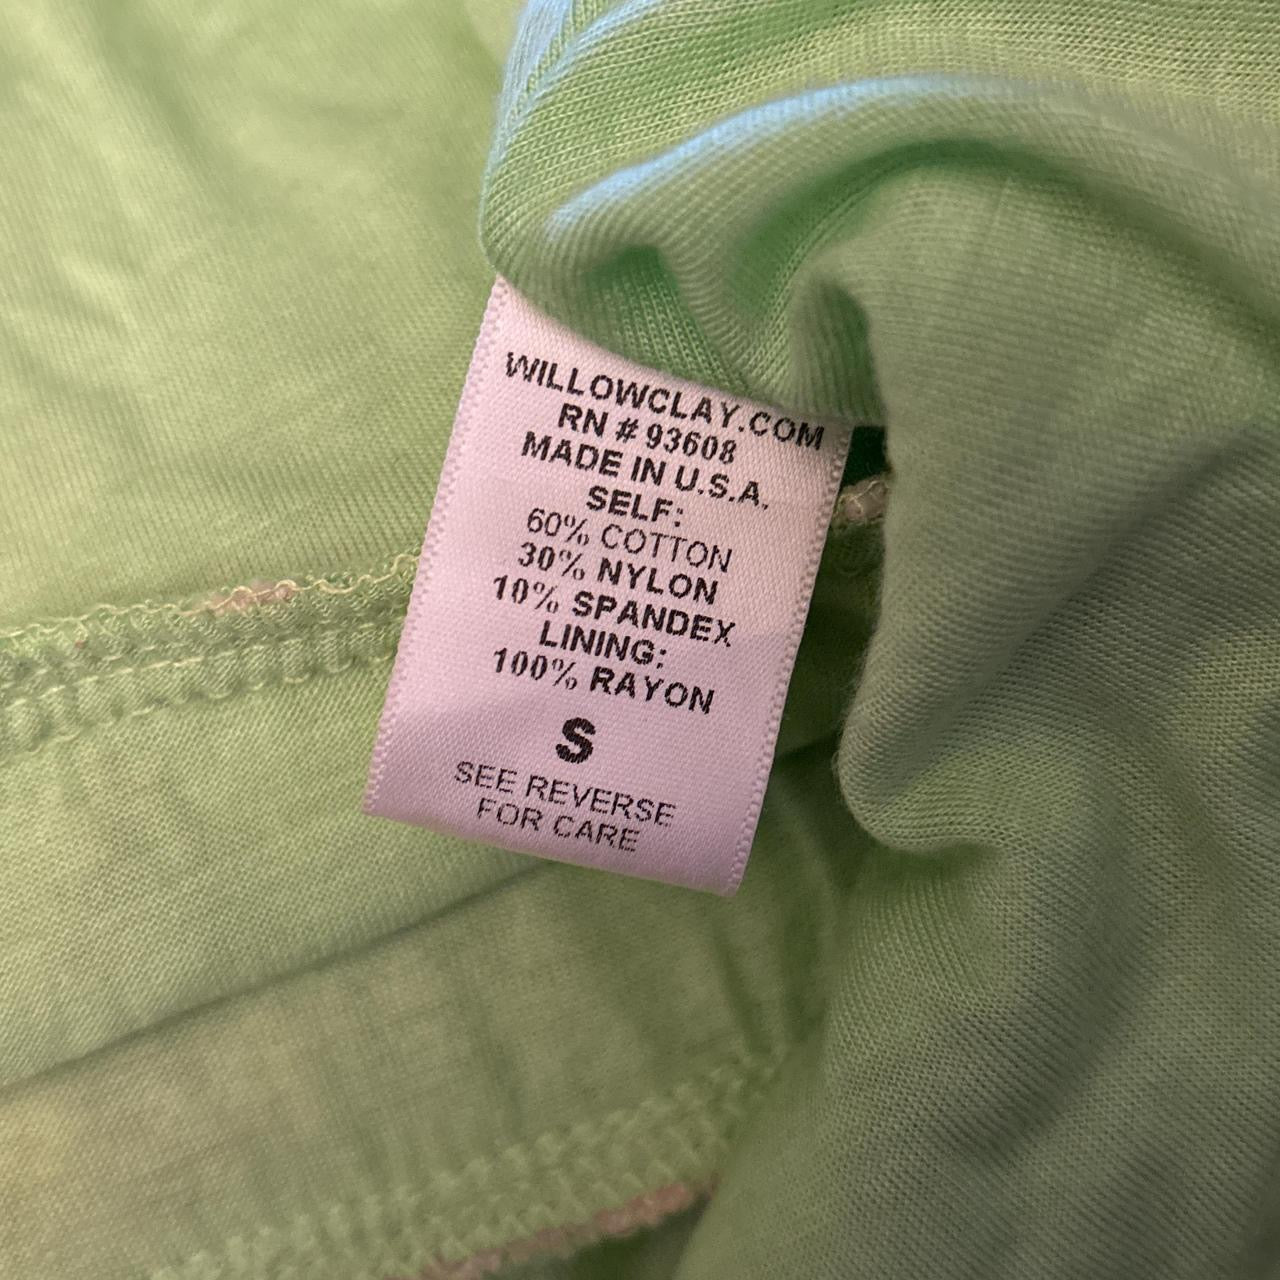 WILLOWCLAY.COM
RN # 93608
MADE IN U.S.A.
SELF:
60% COTTON
30% NYLON
10% SPANDEX
LINING:
100% RAYON
S
SEE REVERSE
FOR CARE